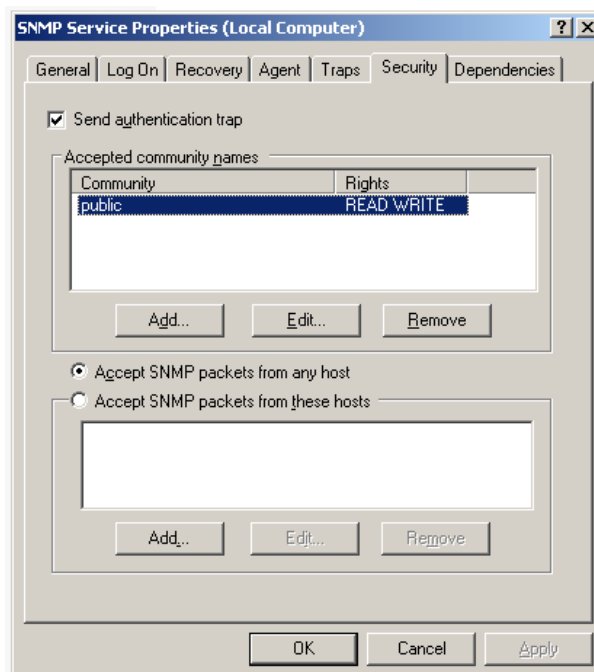 SNMP Service Properties (Local Computer)
General Log On Recovery Agent Traps Security Dependencies
Send authentication trap
Accepted community names
Community Rights
public READ WRITE
Add... Edit... Remove
Accept SNMP packets from any host
Accept SNMP packets from these hosts
Add... Edit... Remove
OK Cancel Apply